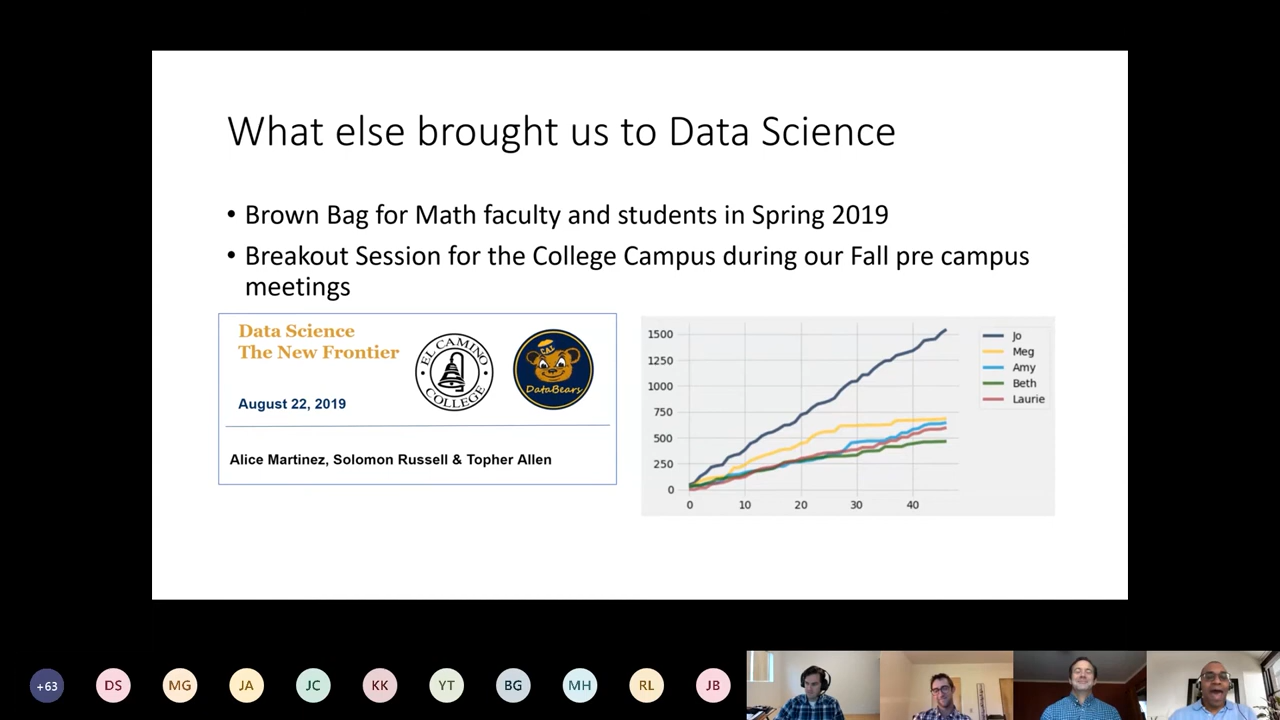 What else brought us to Data Science
• Brown Bag for Math faculty and students in Spring 2019
• Breakout Session for the College Campus during our Fall pre campus
meetings
Data Science
The New Frontier
August 22, 2019
Alice Martinez, Solomon Russell & Topher Allen
EL CAMINO
COLLEGE
CAL
DataBears
1500
1250
1000
750
500
250
0
0 10 20 30 40
Jo
Meg
Amy
Beth
Laurie
+63 DS MG JA JC KK YT BG MH RL JB